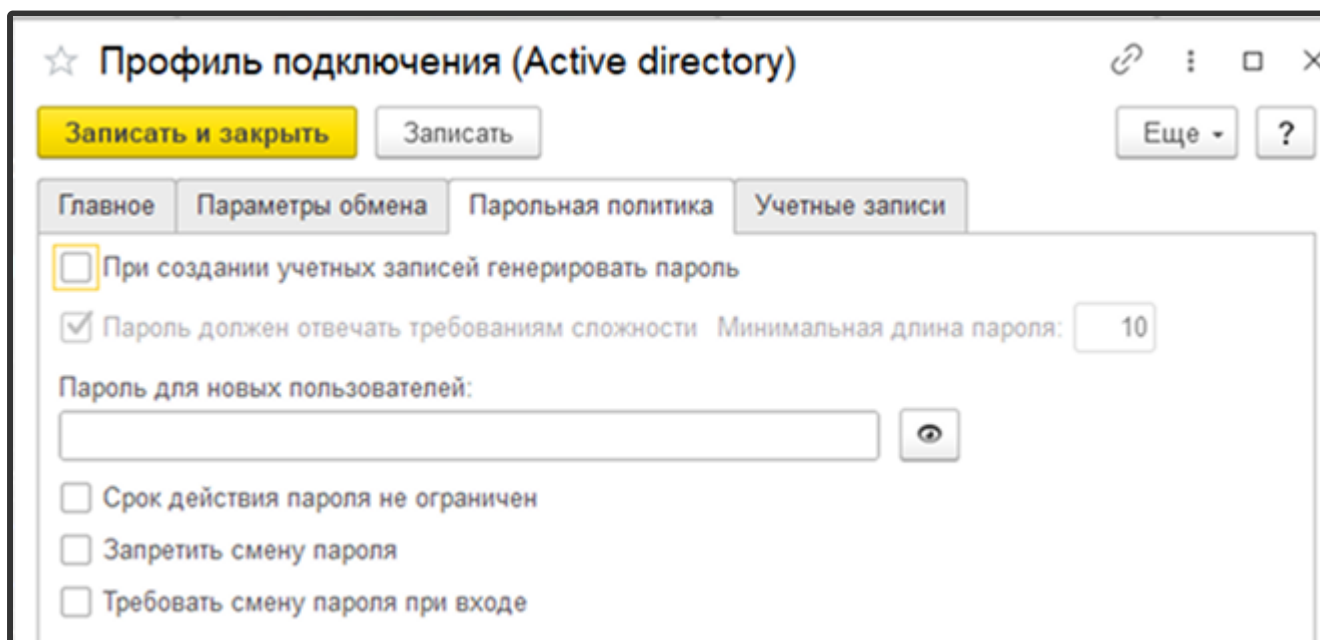 Профиль подключения (Active directory)
Записать и закрыть Записать Еще ?
Главное Параметры обмена Парольная политика Учетные записи
При создании учетных записей генерировать пароль
Пароль должен отвечать требованиям сложности Минимальная длина пароля: 10
Пароль для новых пользователей:
Срок действия пароля не ограничен
Запретить смену пароля
Требовать смену пароля при входе